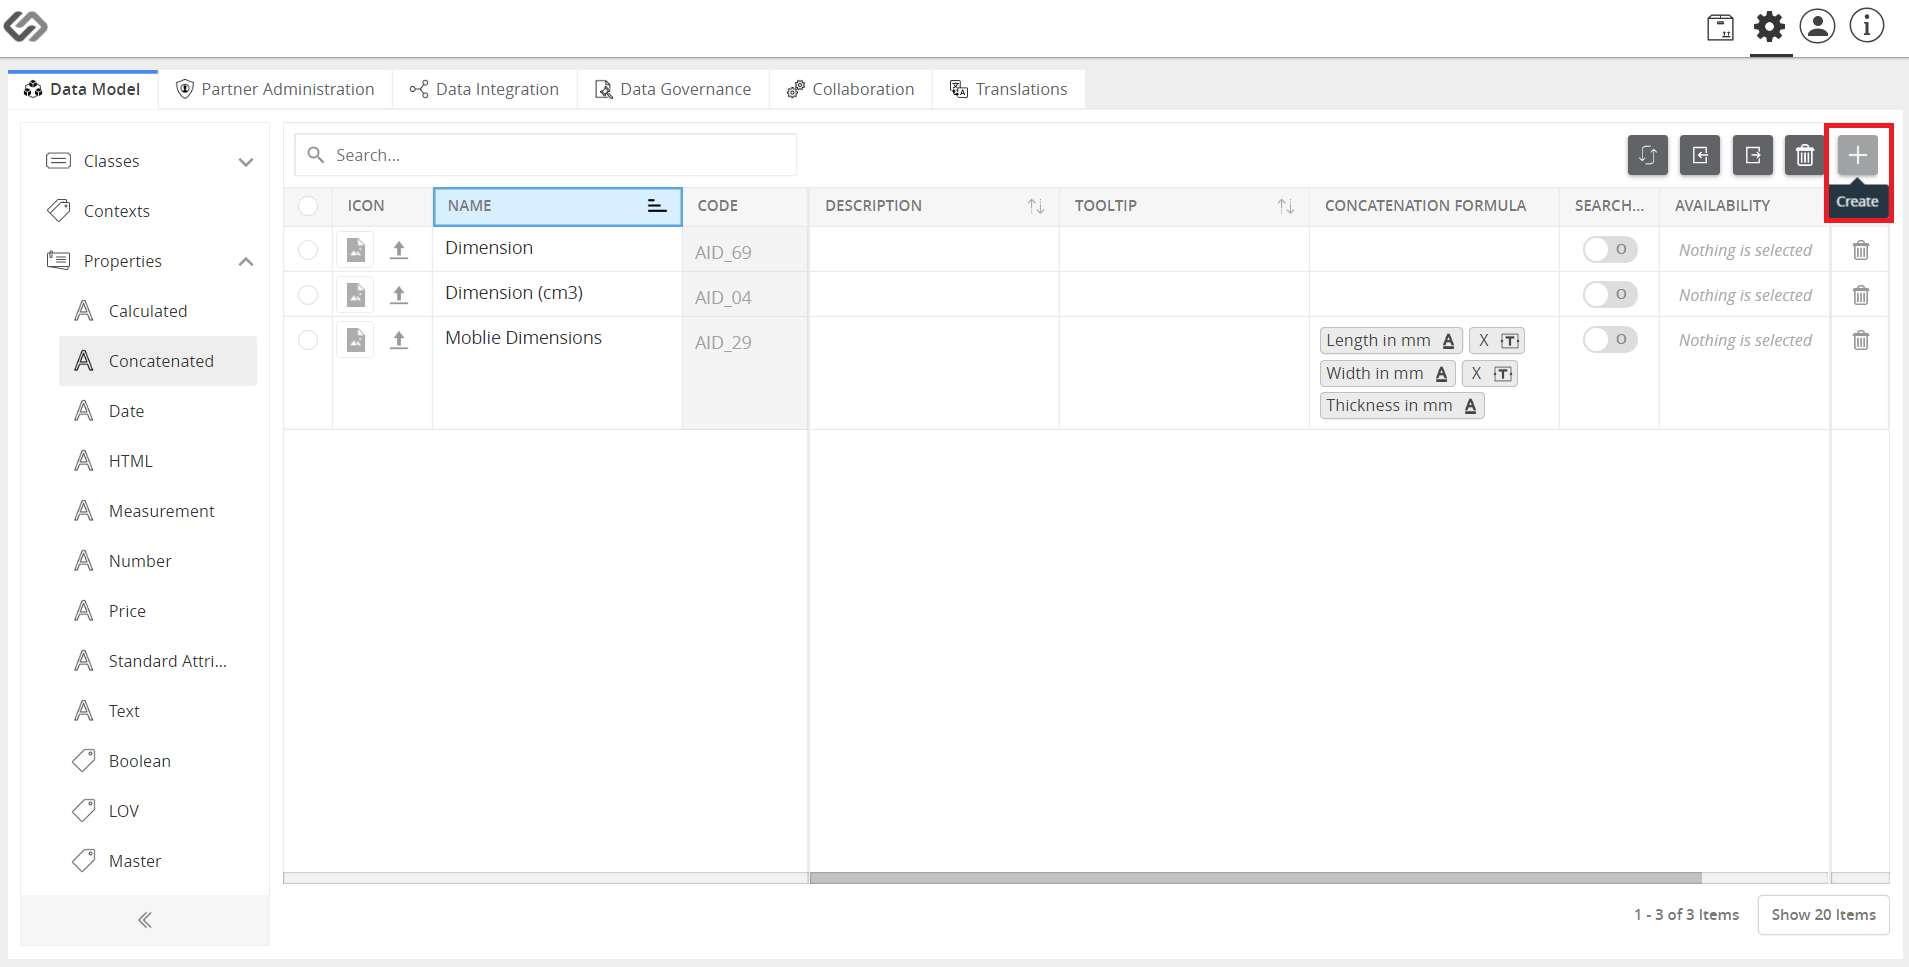 Data Model
Partner Administration
Data Integration
Data Governance
Collaboration
Translations
Classes
Contexts
Properties
Calculated
Concatenated
Date
HTML
Measurement
Number
Price
Standard Attri...
Text
Boolean
LOV
Master
Search...
Create
ICON NAME CODE DESCRIPTION TOOLTIP CONCATENATION FORMULA SEARCH... AVAILABILITY
Dimension AID_69 O Nothing is selected
Dimension (cm3) AID_04 O Nothing is selected
Moblie Dimensions AID_29 Length in mm A X T O Nothing is selected
Width in mm A X T
Thickness in mm A
1 - 3 of 3 Items Show 20 Items